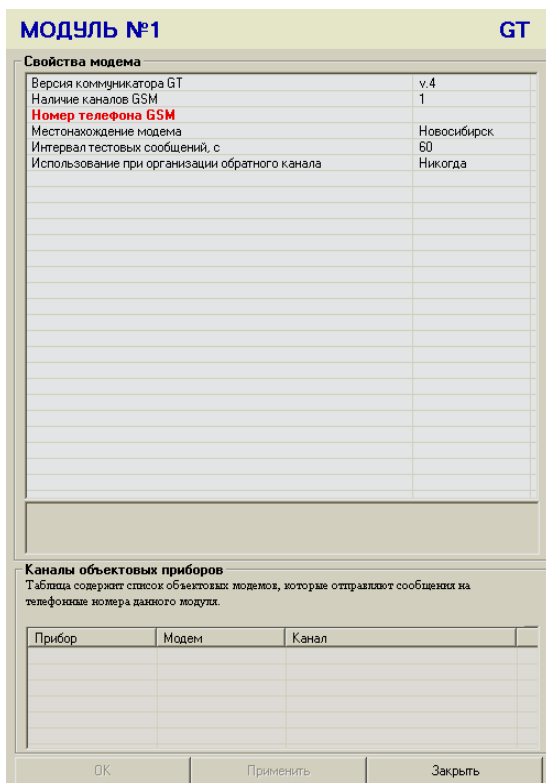 МОДУЛЬ №1 GT
Свойства модема
Версия коммуникатора GT v.4
Наличие каналов GSM 1
Номер телефона GSM
Местонахождение модема Новосибирск
Интервал тестовых сообщений, с 60
Использование при организации обратного канала Никогда
Каналы объектовых приборов
Таблица содержит список объектовых модемов, которые отправляют сообщения на
телефонные номера данного модуля.
Прибор Модем Канал
ОК Применить Закрыть